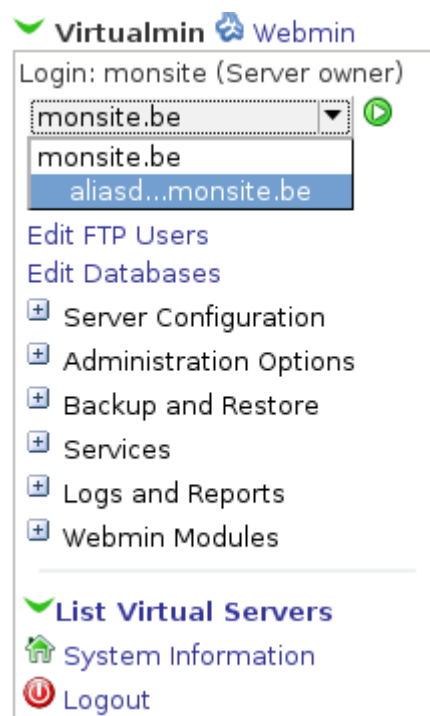 Virtualmin Webmin
Login: monsite (Server owner)
monsite.be
monsite.be
aliasd...monsite.be
Edit FTP Users
Edit Databases
Server Configuration
Administration Options
Backup and Restore
Services
Logs and Reports
Webmin Modules
List Virtual Servers
System Information
Logout